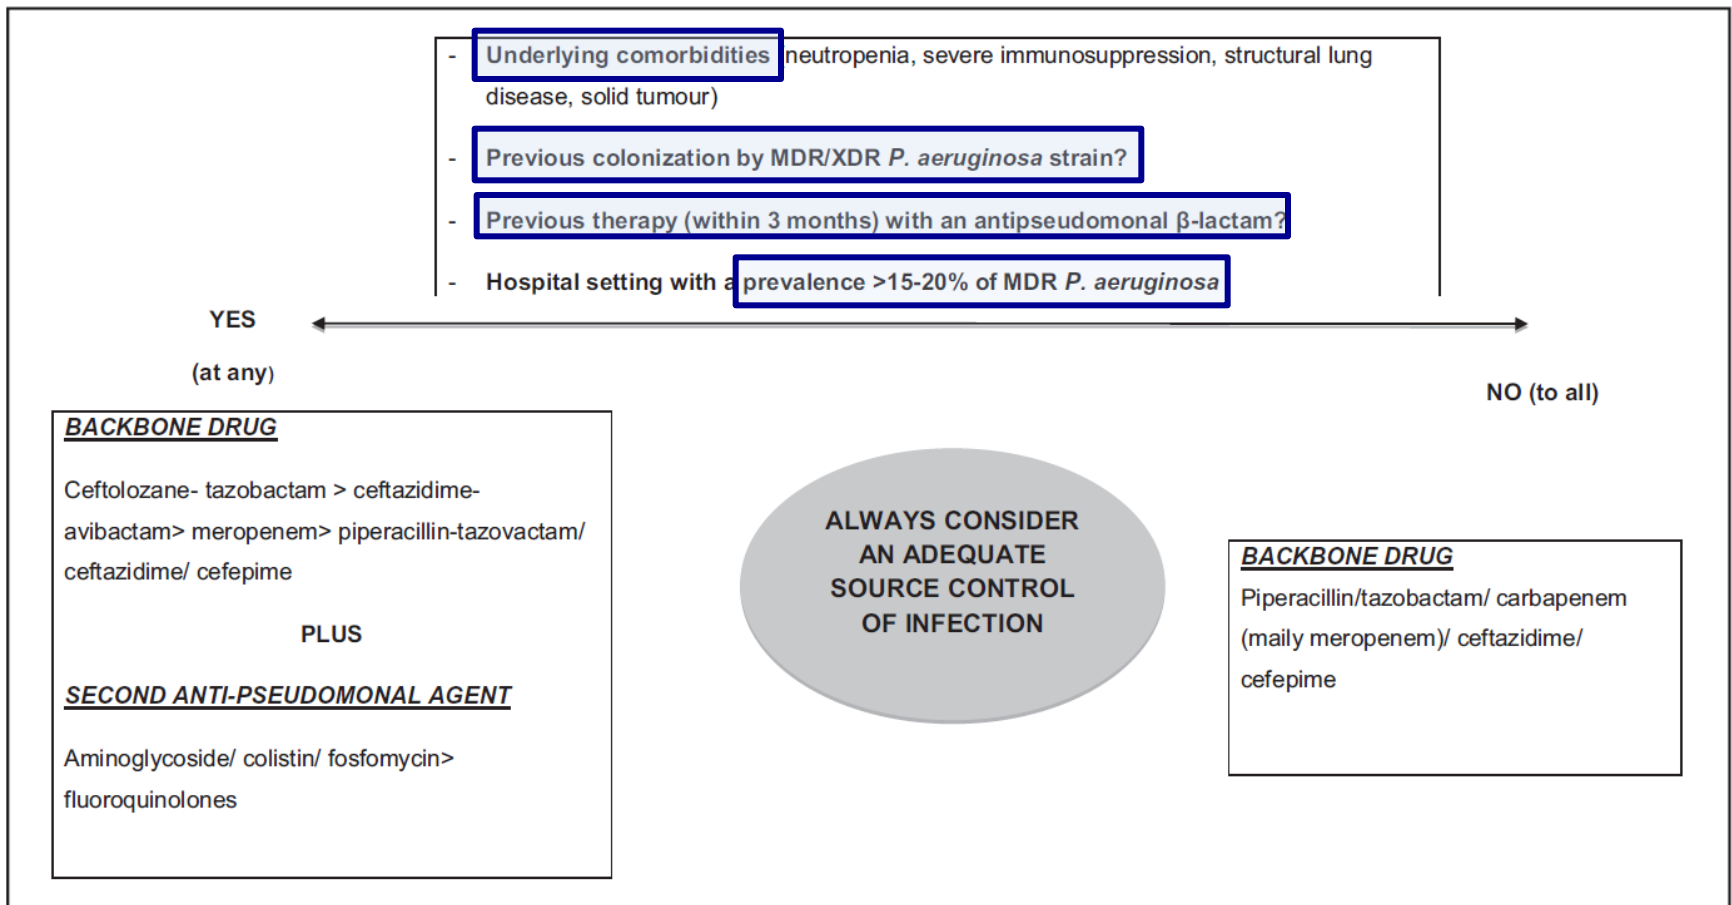 - Underlying comorbidities (neutropenia, severe immunosuppression, structural lung
disease, solid tumour)
- Previous colonization by MDR/XDR P. aeruginosa strain?
- Previous therapy (within 3 months) with an antipseudomonal β-lactam?
- Hospital setting with a prevalence >15-20% of MDR P. aeruginosa
YES
(at any)
NO (to all)
BACKBONE DRUG
Ceftolozane- tazobactam > ceftazidime-
avibactam> meropenem> piperacillin-tazovactam/
ceftazidime/ cefepime
PLUS
SECOND ANTI-PSEUDOMONAL AGENT
Aminoglycoside/ colistin/ fosfomycin>
fluoroquinolones
ALWAYS CONSIDER
AN ADEQUATE
SOURCE CONTROL
OF INFECTION
BACKBONE DRUG
Piperacillin/tazobactam/ carbapenem
(maily meropenem)/ ceftazidime/
cefepime